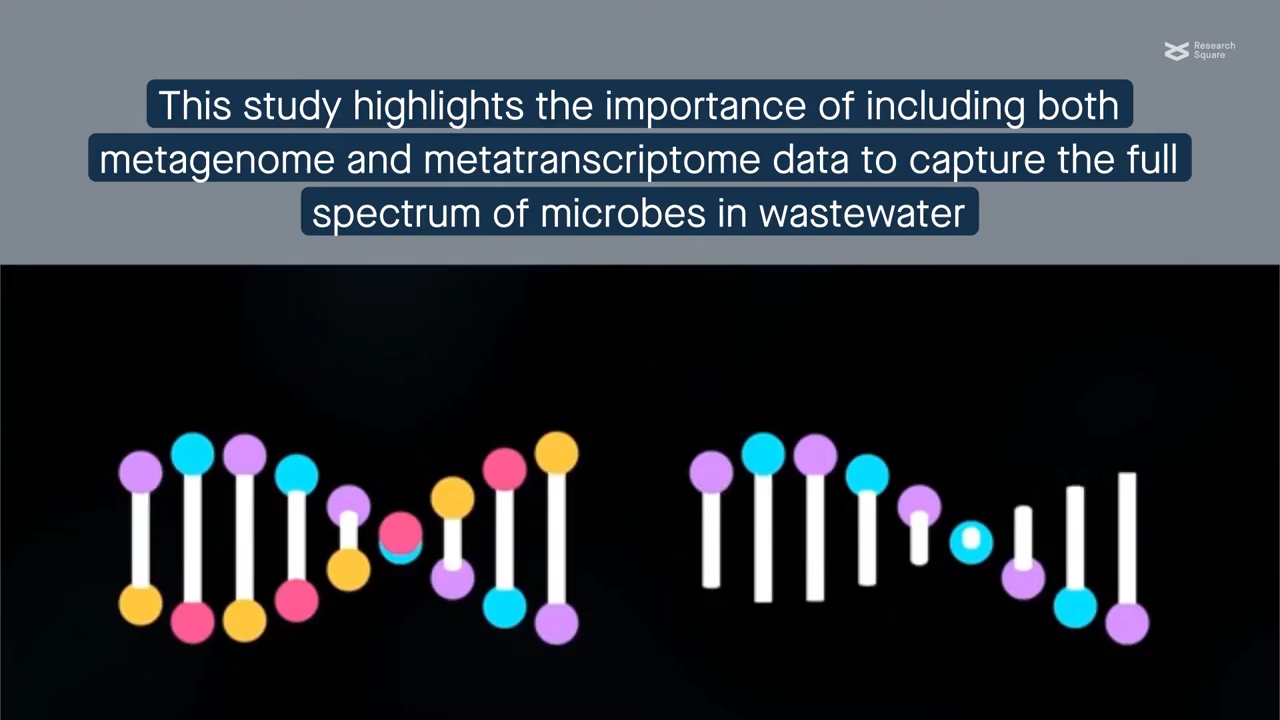 Research
Square
This study highlights the importance of including both
metagenome and metatranscriptome data to capture the full
spectrum of microbes in wastewater